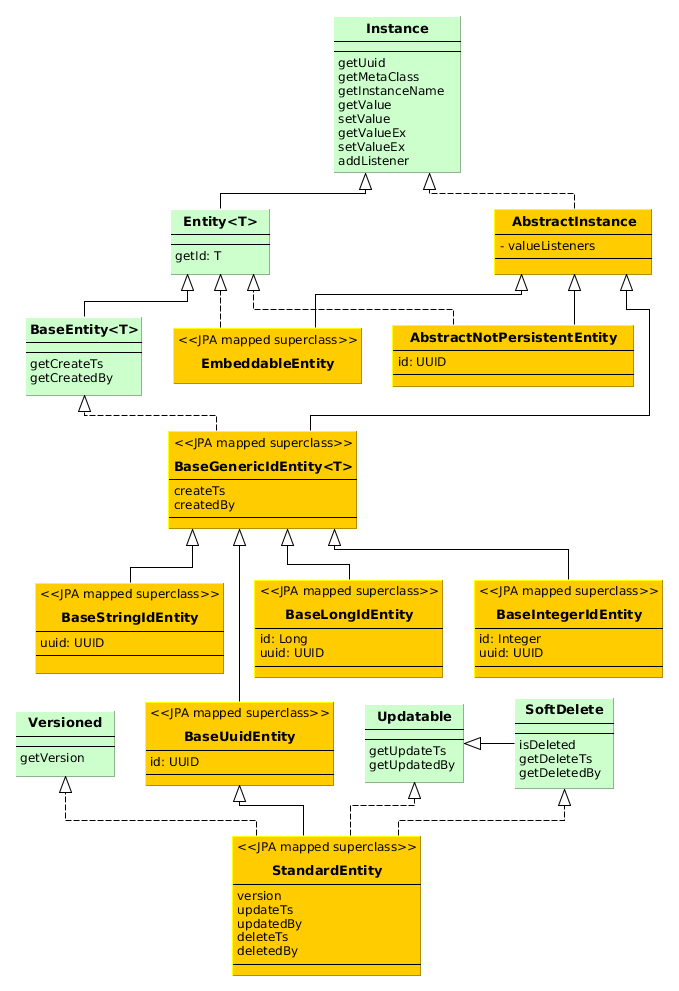 Instance
getUuid
getMetaClass
getInstanceName
getValue
setValue
getValueEx
setValueEx
addListener
Entity<T>
getId: T
AbstractInstance
- valueListeners
BaseEntity<T>
getCreateTs
getCreatedBy
<<JPA mapped superclass>>
EmbeddableEntity
AbstractNotPersistentEntity
id: UUID
<<JPA mapped superclass>>
BaseGenericIdEntity<T>
createTs
createdBy
<<JPA mapped superclass>>
BaseStringIdEntity
uuid: UUID
<<JPA mapped superclass>>
BaseLongIdEntity
id: Long
uuid: UUID
<<JPA mapped superclass>>
BaseIntegerIdEntity
id: Integer
uuid: UUID
Versioned
getVersion
<<JPA mapped superclass>>
BaseUuidEntity
id: UUID
Updatable
getUpdateTs
getUpdatedBy
SoftDelete
isDeleted
getDeleteTs
getDeletedBy
<<JPA mapped superclass>>
StandardEntity
version
updateTs
updatedBy
deleteTs
deletedBy